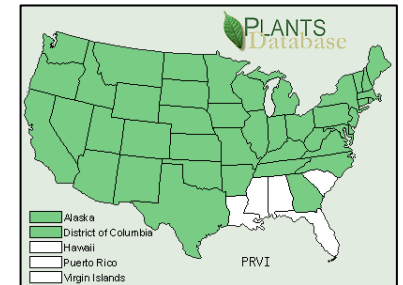 PLANTS
Database
Alaska
District of Columbia
Hawaii
Puerto Rico
Virgin Islands
PRVI